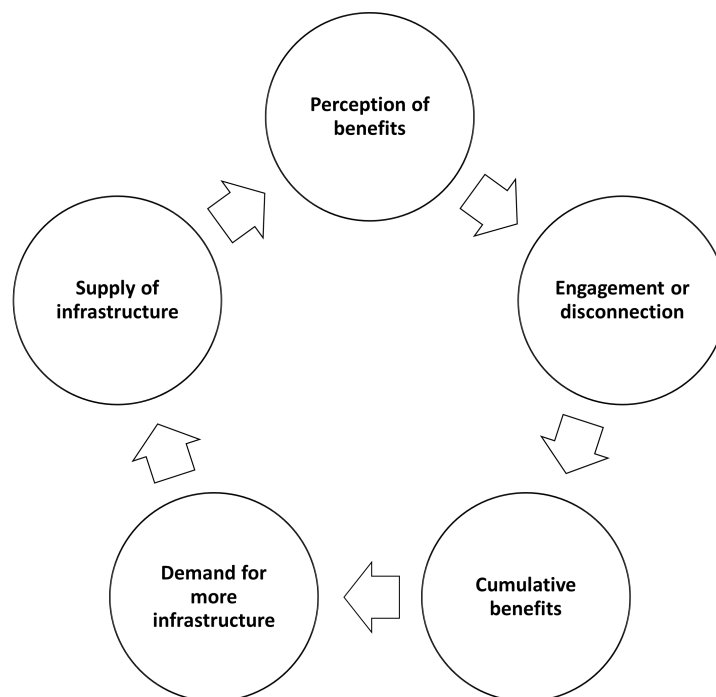 Perception of
benefits
Supply of
infrastructure
Engagement or
disconnection
Demand for
more
infrastructure
Cumulative
benefits